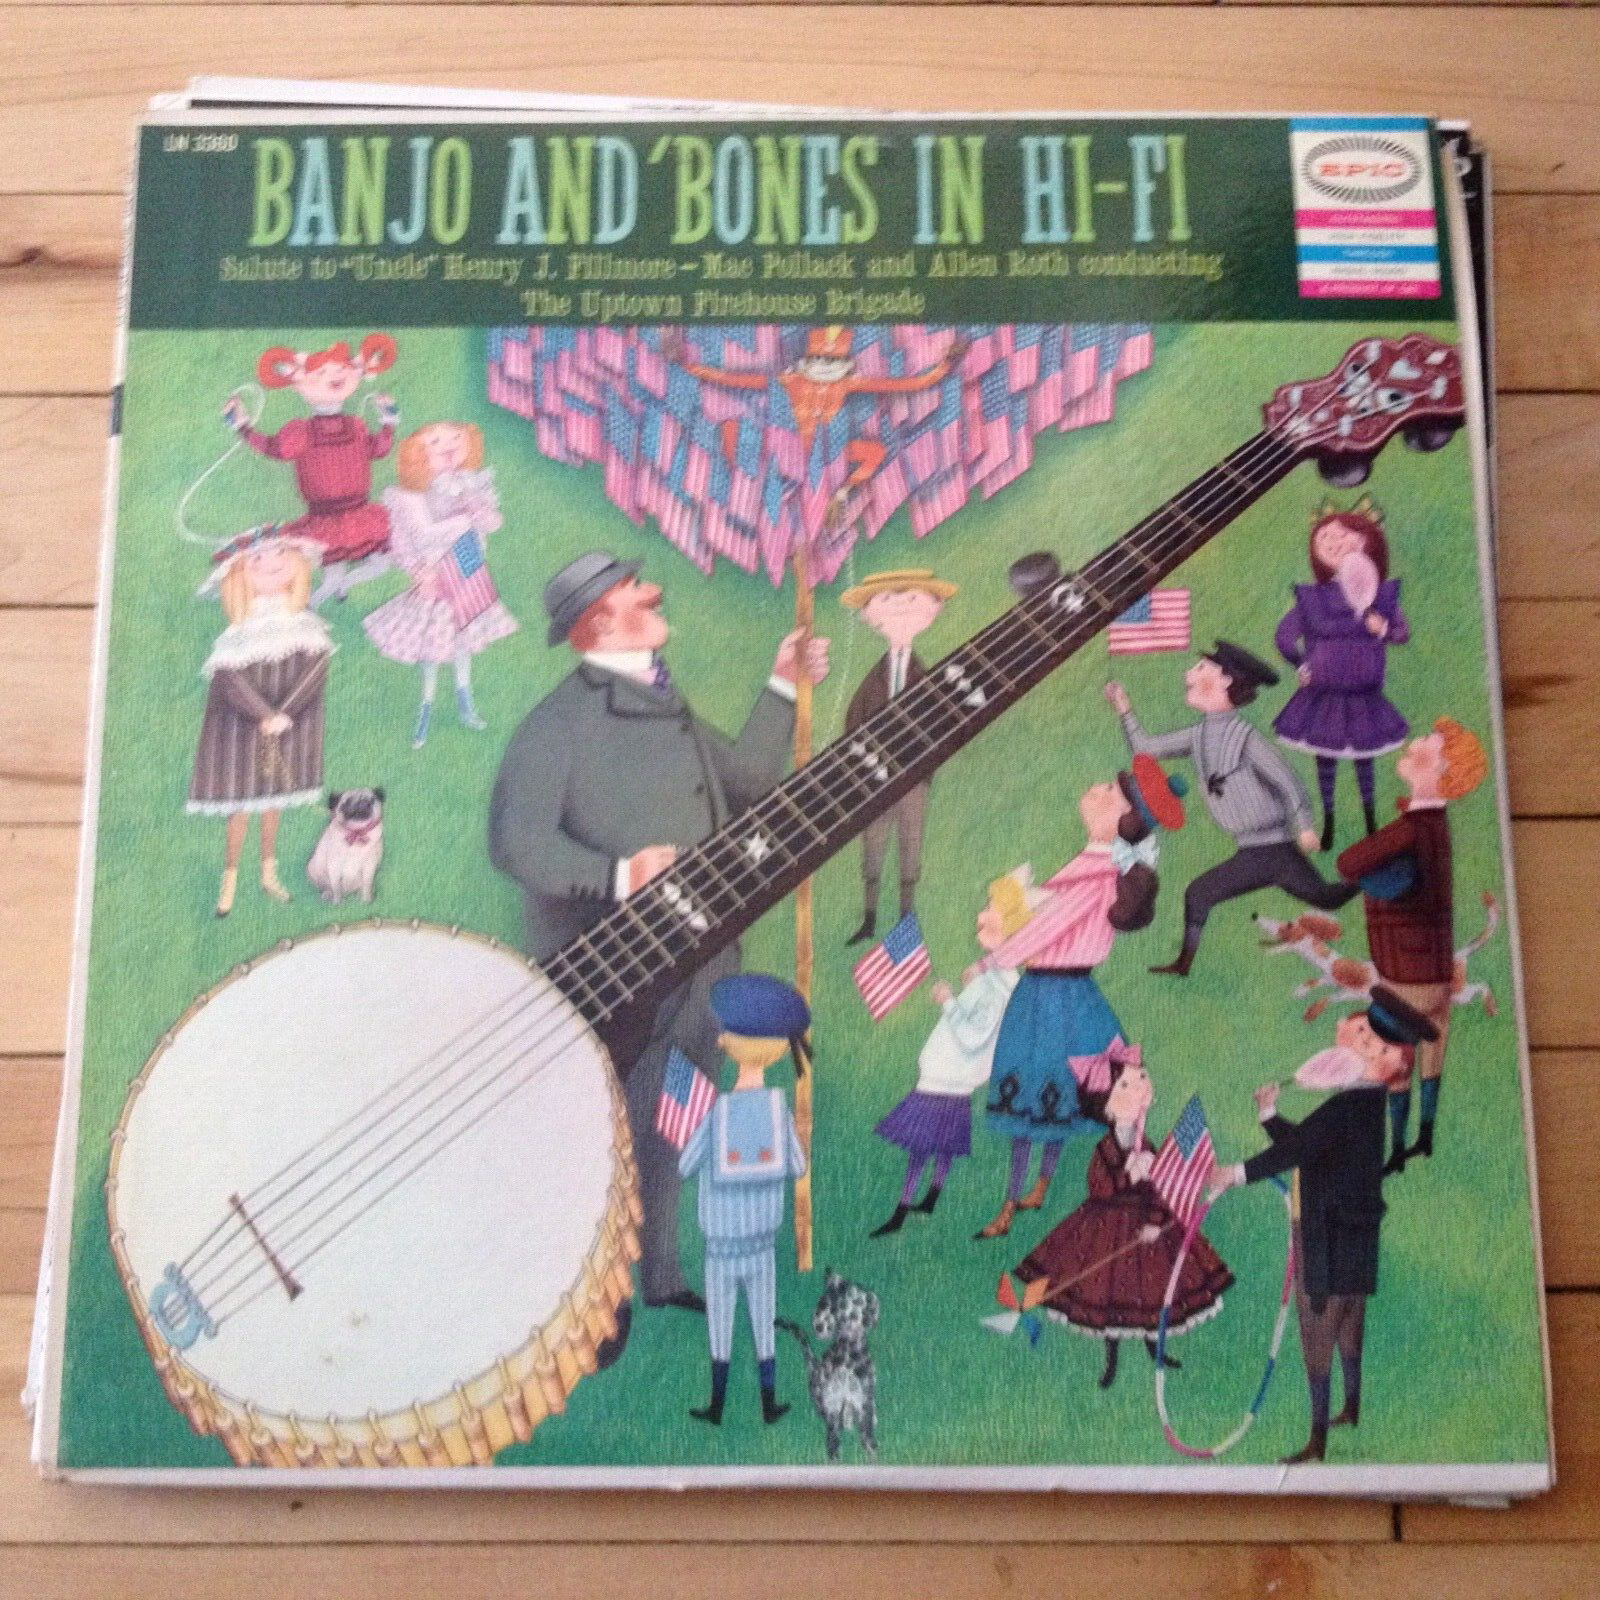 LN 3360
BANJO AND 'BONES IN HI-FI
Salute to "Uncle" Henry J. Fillmore – Mac Pollack and Allen Roth conducting
The Uptown Firehouse Brigade
EPIC